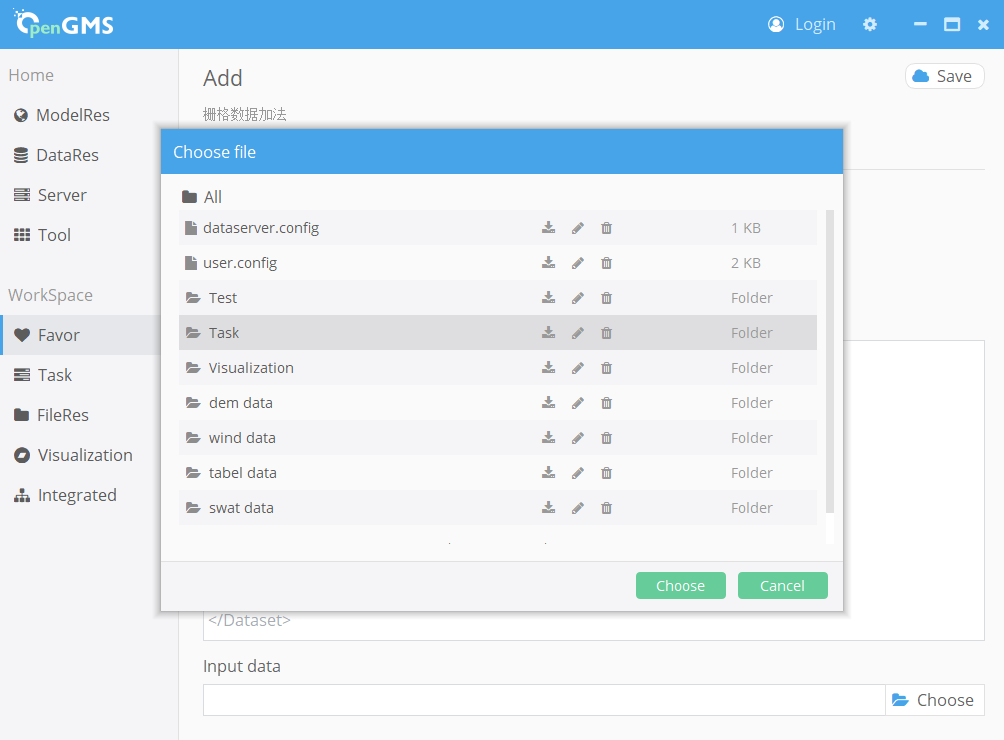 OpenGMS
Login
Home
ModelRes
DataRes
Server
Tool
WorkSpace
Favor
Task
FileRes
Visualization
Integrated
Add
Save
栅格数据加法
Choose file
All
dataserver.config 1 KB
user.config 2 KB
Test Folder
Task Folder
Visualization Folder
dem data Folder
wind data Folder
tabel data Folder
swat data Folder
Choose Cancel
</Dataset>
Input data
Choose